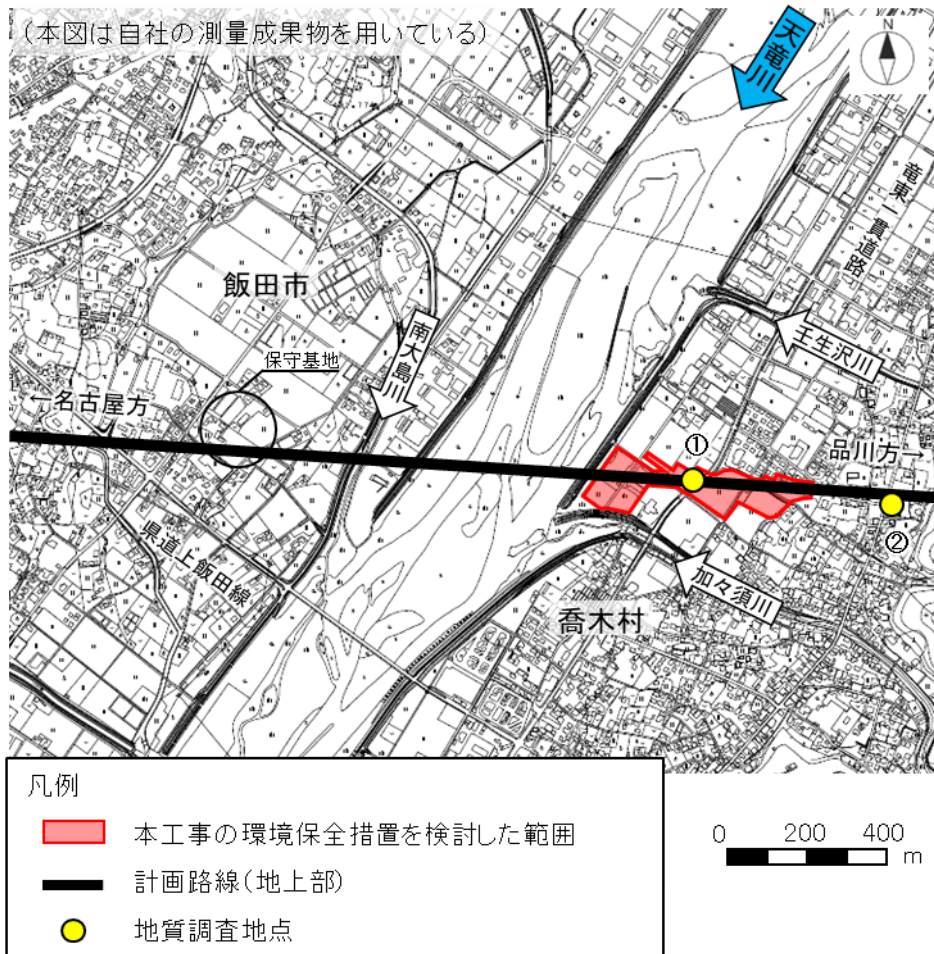 (本図は自社の測量成果物を用いている)
N
天竜川
竜東一貫道路
飯田市
南大島川
壬生沢川
保守基地
←名古屋方
①
品川方→
②
県道上飯田線
加々須川
喬木村
凡例
本工事の環境保全措置を検討した範囲
計画路線(地上部)
地質調査地点
0 200 400
m